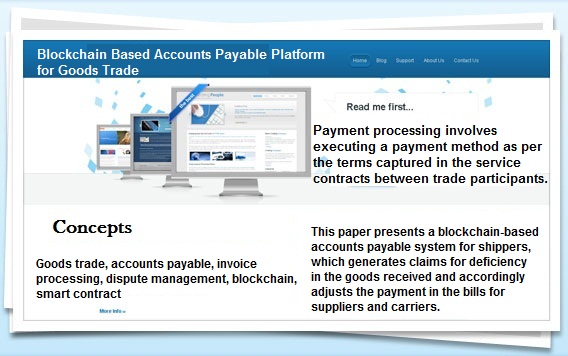 Blockchain Based Accounts Payable Platform
for Goods Trade
Home Blog Support About Us Contact Us
Read me first...
Payment processing involves
executing a payment method as per
the terms captured in the service
contracts between trade participants.
Concepts
Goods trade, accounts payable, invoice
processing, dispute management, blockchain,
smart contract
More Info
This paper presents a blockchain-based
accounts payable system for shippers,
which generates claims for deficiency
in the goods received and accordingly
adjusts the payment in the bills for
suppliers and carriers.